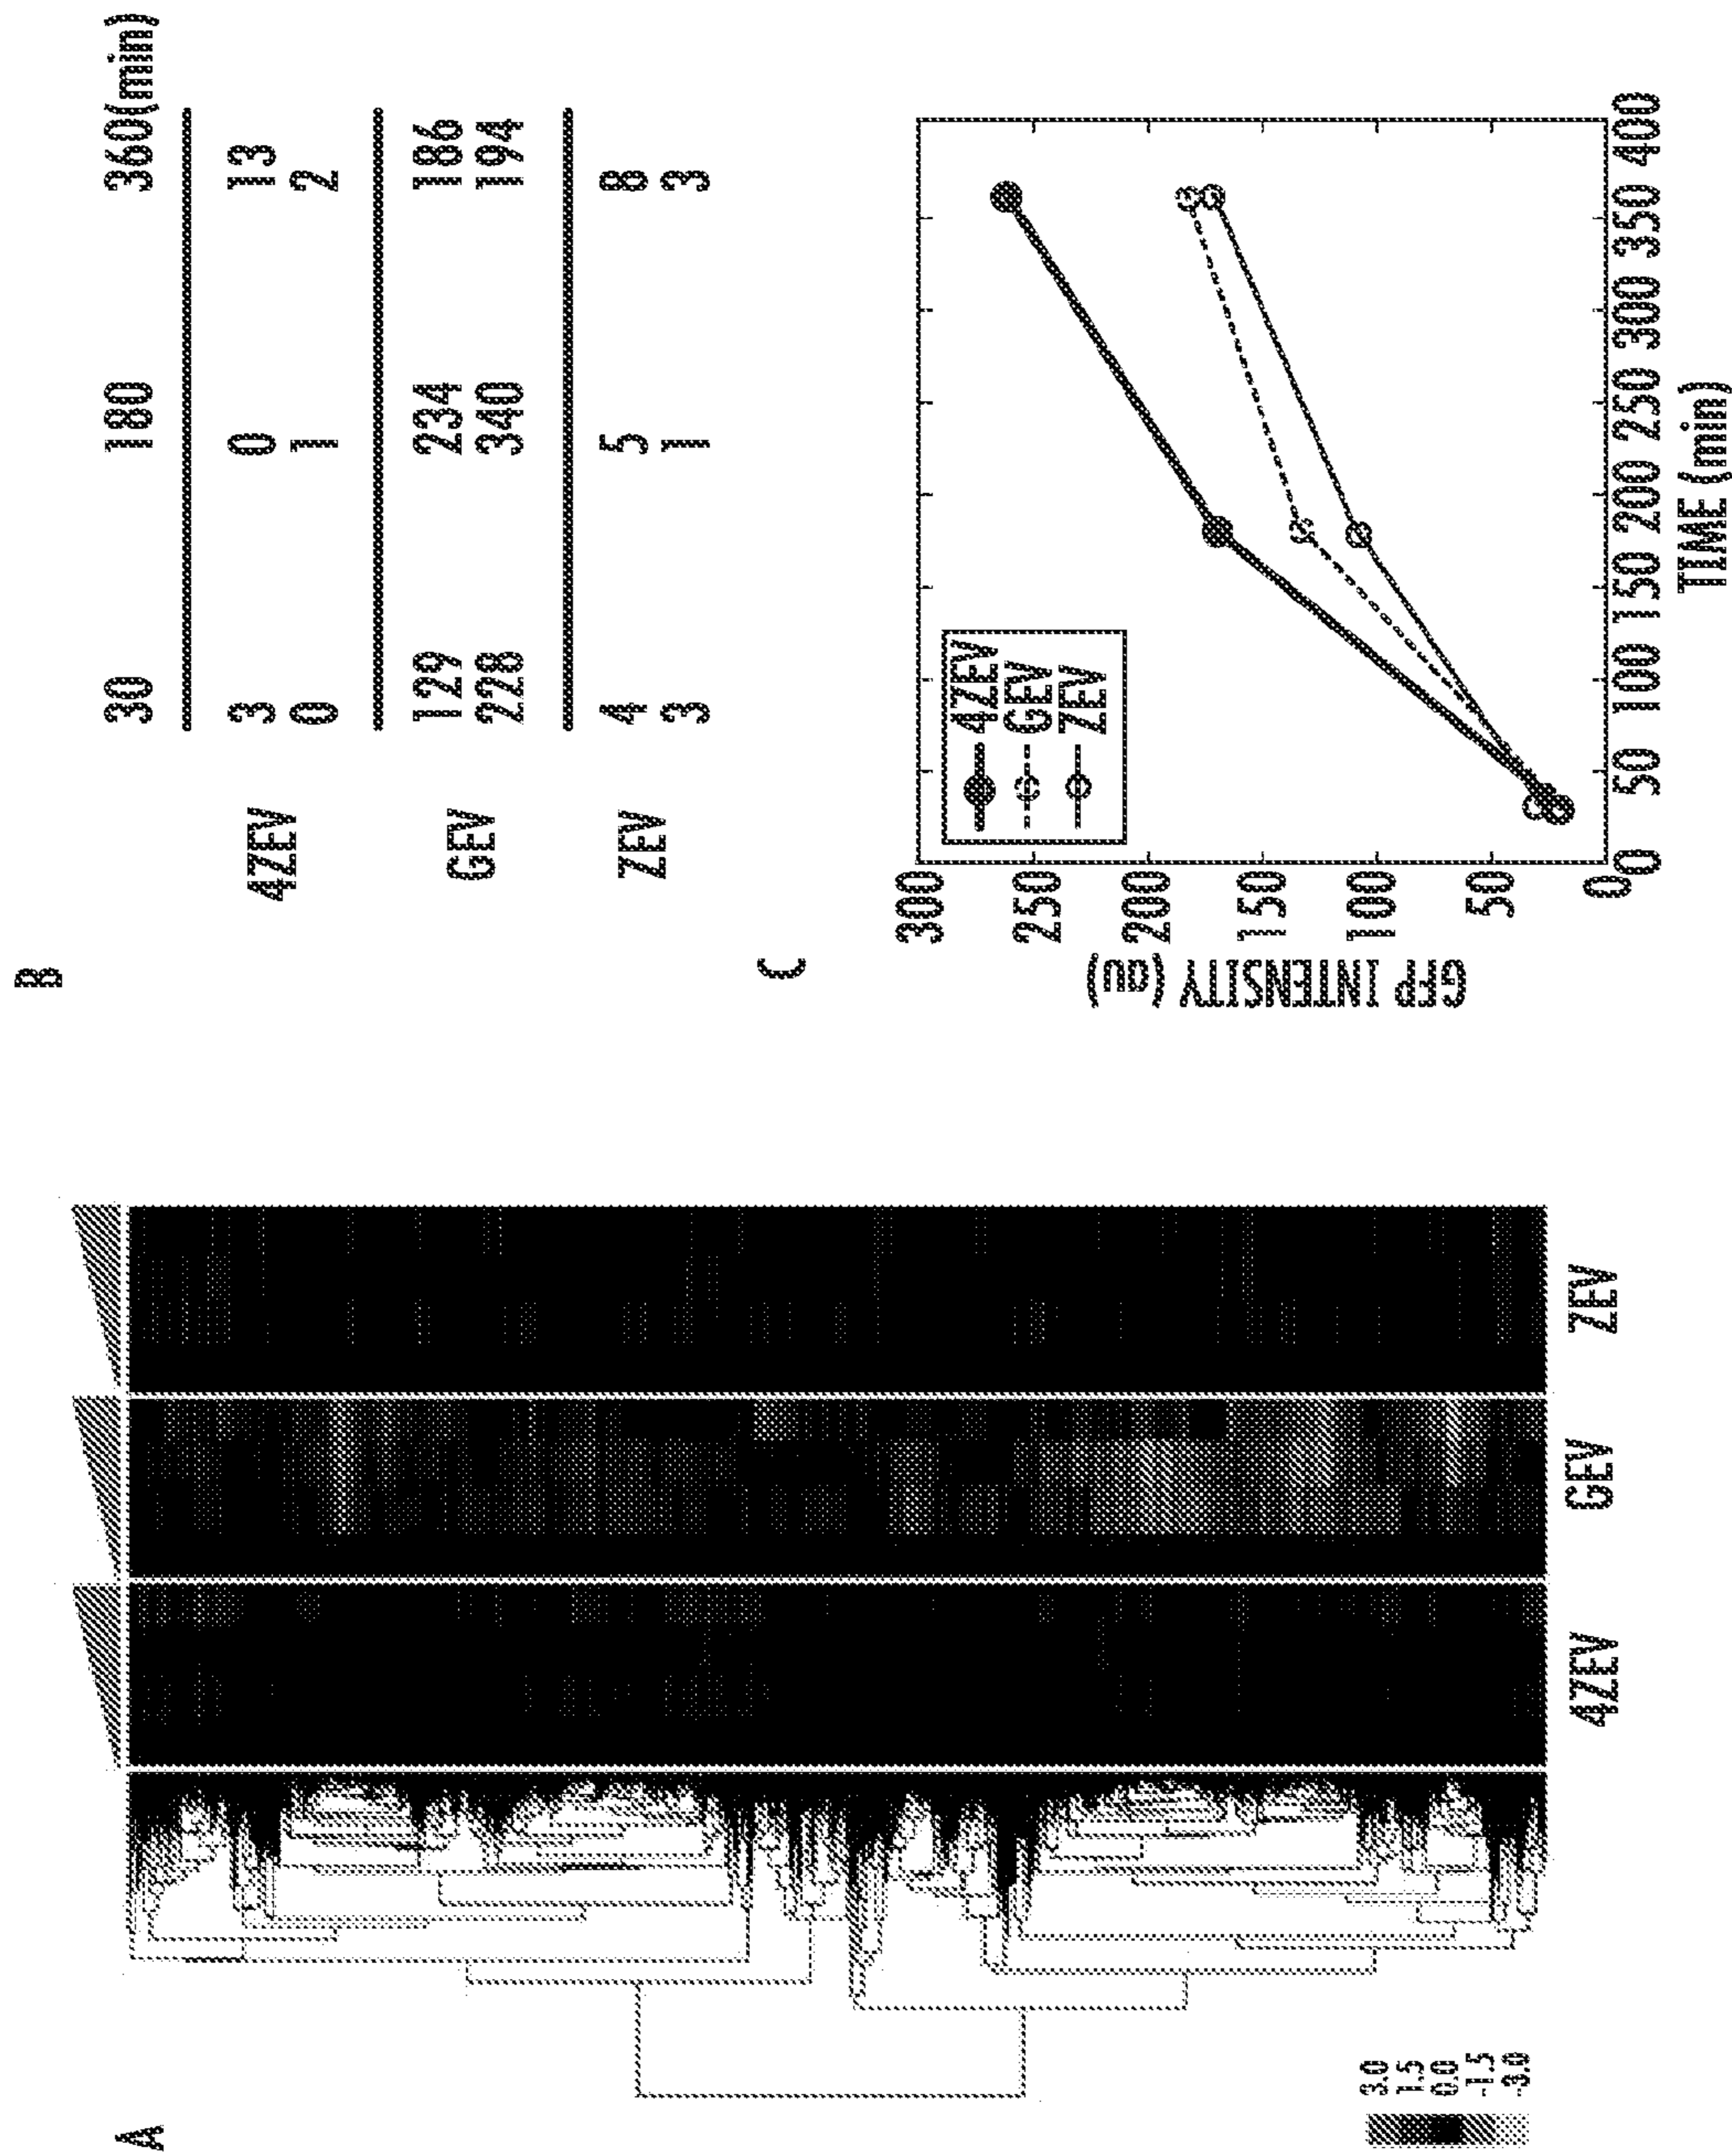 A
3.0
1.5
0.0
-1.5
-3.0
4ZEV
GEV
ZEV
B
30 180 360(min)
4ZEV
3 0 13
0 1 2
GEV
129 234 186
228 340 194
ZEV
4 5 8
3 1 3
C
GFP INTENSITY (au)
300
250
200
150
100
50
0
4ZEV
GEV
ZEV
0 50 100 150 200 250 300 350 400
TIME (min)